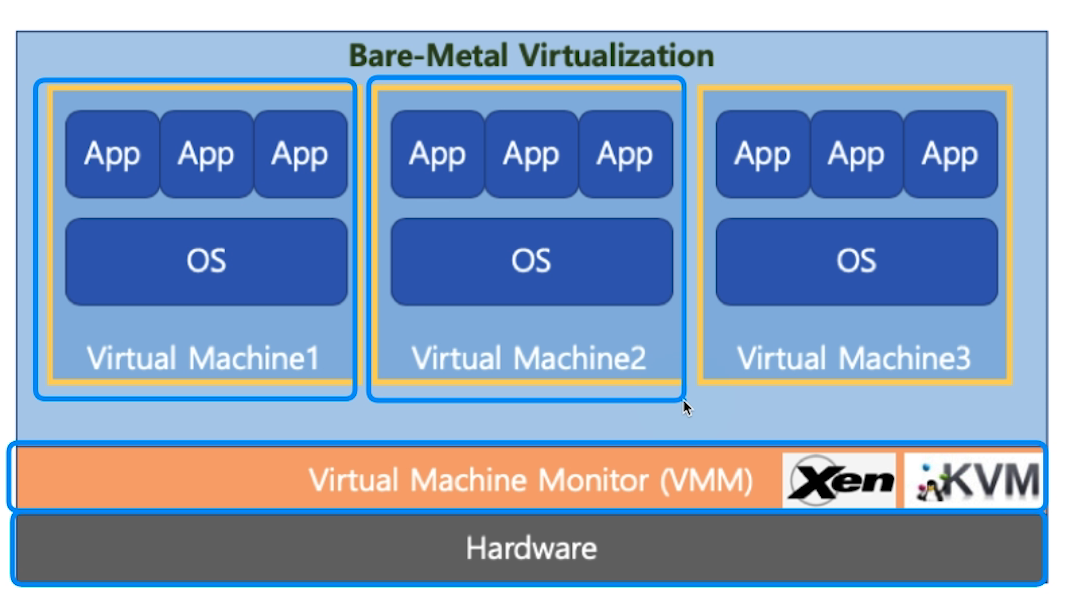 Bare-Metal Virtualization
App App App
App App App
App App App
OS
OS
OS
Virtual Machine1
Virtual Machine2
Virtual Machine3
Virtual Machine Monitor (VMM)
Xen
KVM
Hardware